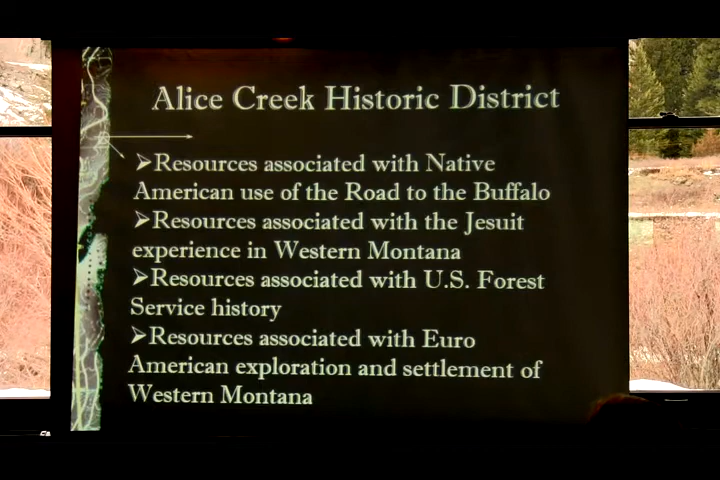 Alice Creek Historic District
➢Resources associated with Native
American use of the Road to the Buffalo
➢Resources associated with the Jesuit
experience in Western Montana
➢Resources associated with U.S. Forest
Service history
➢Resources associated with Euro
American exploration and settlement of
Western Montana